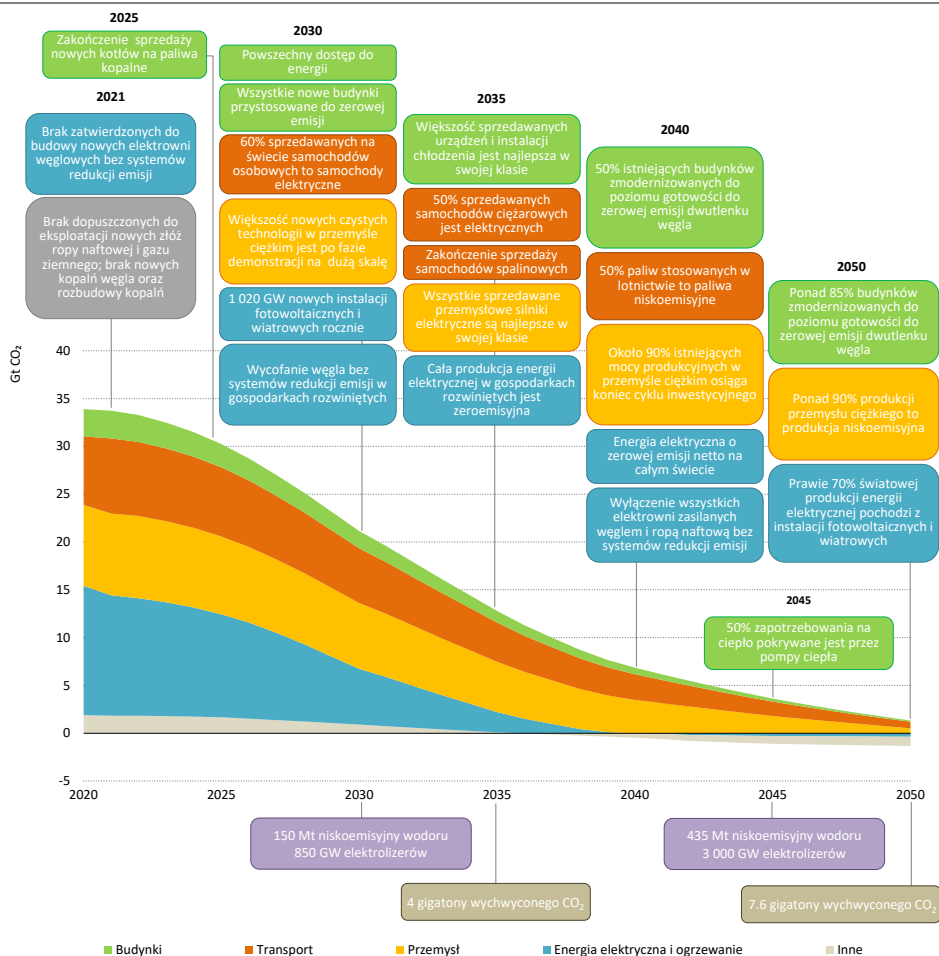 2025
Zakończenie sprzedaży
nowych kotłów na paliwa
kopalne
2021
Brak zatwierdzonych do
budowy nowych elektrowni
węglowych bez systemów
redukcji emisji
Brak dopuszczonych do
eksploatacji nowych złóż
ropy naftowej i gazu
ziemnego; brak nowych
kopalń węgla oraz
rozbudowy kopalń
2030
Powszechny dostęp do
energii
Wszystkie nowe budynki
przystosowane do zerowej
emisji
60% sprzedawanych na
świecie samochodów
osobowych to samochody
elektryczne
Większość nowych czystych
technologii w przemyśle
ciężkim jest po fazie
demonstracji na dużą skalę
1 020 GW nowych instalacji
fotowoltaicznych i
wiatrowych rocznie
Wycofanie węgla bez
systemów redukcji emisji w
gospodarkach rozwiniętych
2035
Większość sprzedawanych
urządzeń i instalacji
chłodzenia jest najlepsza w
swojej klasie
50% sprzedawanych
samochodów ciężarowych
jest elektrycznych
Zakończenie sprzedaży
samochodów spalinowych
Wszystkie sprzedawane
przemysłowe silniki
elektryczne są najlepsze w
swojej klasie
Cała produkcja energii
elektrycznej w gospodarkach
rozwiniętych jest
zeroemisyjna
2040
50% istniejących budynków
zmodernizowanych do
poziomu gotowości do
zerowej emisji dwutlenku
węgla
50% paliw stosowanych w
lotnictwie to paliwa
niskoemisyjne
Około 90% istniejących
mocy produkcyjnych w
przemyśle ciężkim osiąga
koniec cyklu inwestycyjnego
Energia elektryczna o
zerowej emisji netto na
całym świecie
Wyłączenie wszystkich
elektrowni zasilanych
węglem i ropą naftową bez
systemów redukcji emisji
2050
Ponad 85% budynków
zmodernizowanych do
poziomu gotowości do
zerowej emisji dwutlenku
węgla
Ponad 90% produkcji
przemysłu ciężkiego to
produkcja niskoemisyjna
Prawie 70% światowej
produkcji energii
elektrycznej pochodzi z
instalacji fotowoltaicznych i
wiatrowych
2045
50% zapotrzebowania na
ciepło pokrywane jest przez
pompy ciepła
Gt CO₂
40
35
30
25
20
15
10
5
0
-5
2020 2025 2030 2035 2040 2045 2050
150 Mt niskoemisyjny wodoru
850 GW elektrolizerów
435 Mt niskoemisyjny wodoru
3 000 GW elektrolizerów
4 gigatony wychwyconego CO₂
7.6 gigatony wychwyconego CO₂
Budynki Transport Przemysł Energia elektryczna i ogrzewanie Inne